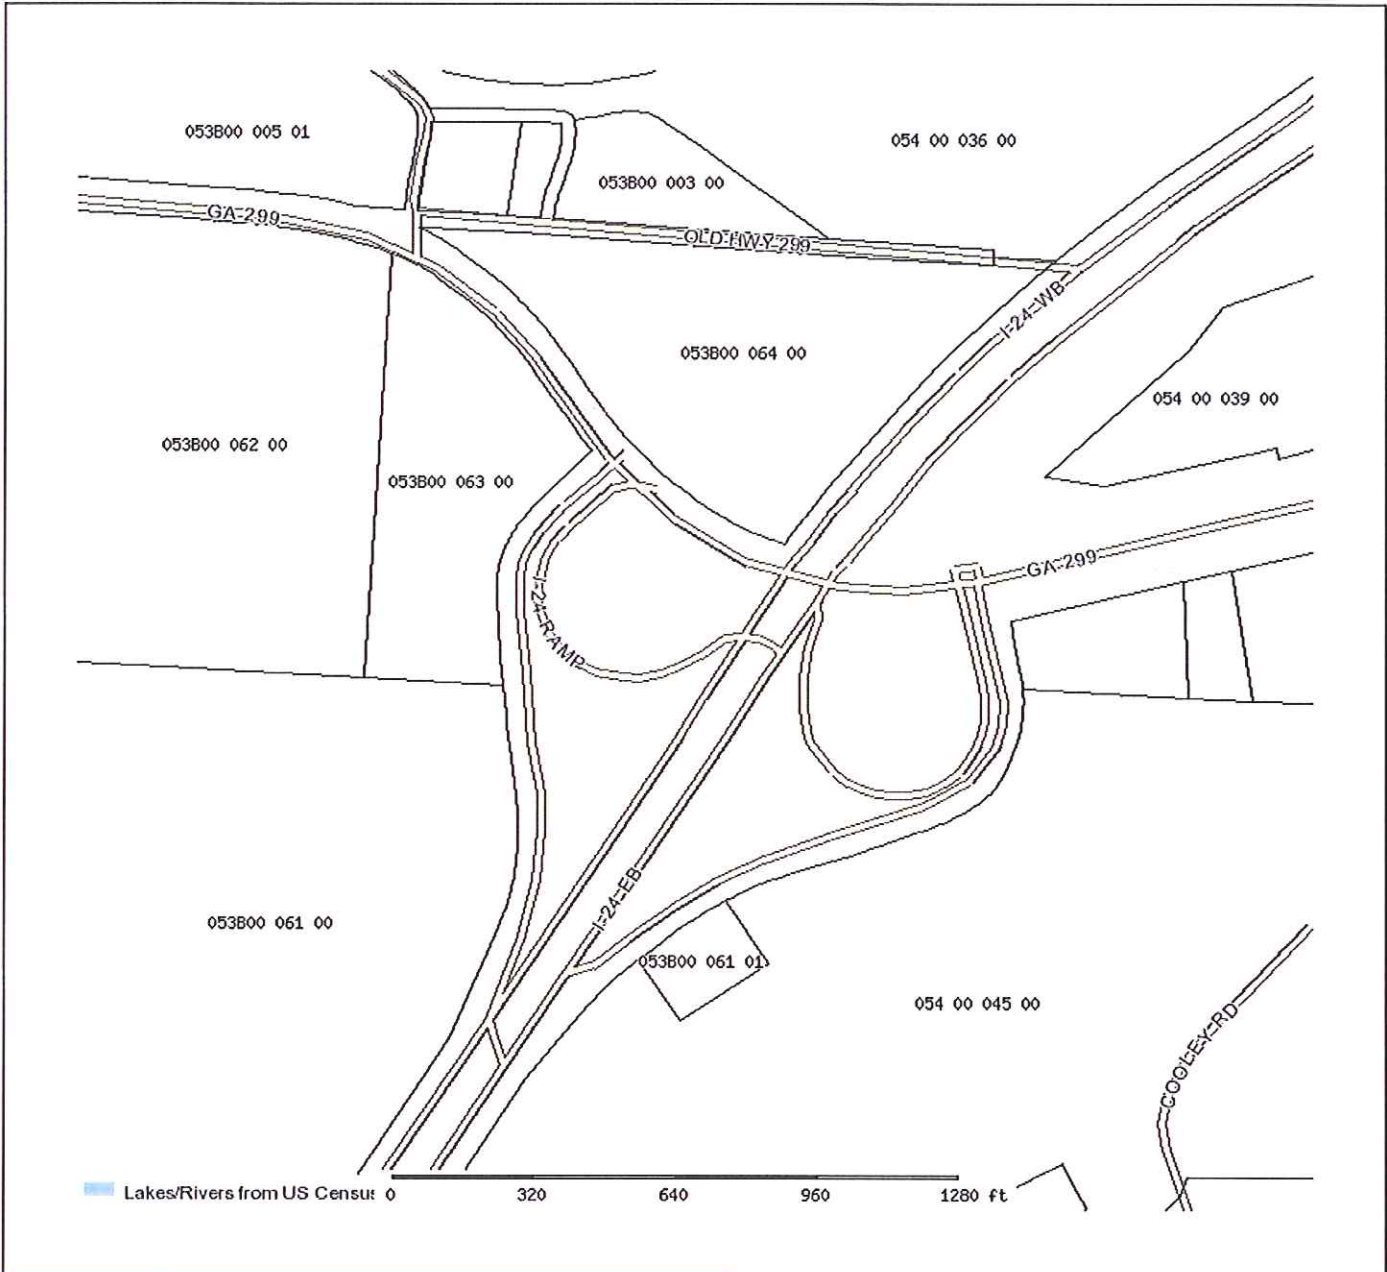 053B00 005 01
054 00 036 00
053B00 003 00
GA-299
OLD HWY 299
I-24-WB
053B00 064 00
054 00 039 00
053B00 062 00
053B00 063 00
GA-299
I-24-RAMP
I-24-EB
053B00 061 00
053B00 061 01
054 00 045 00
COOLEY-RD
Lakes/Rivers from US Census 0 320 640 960 1280 ft